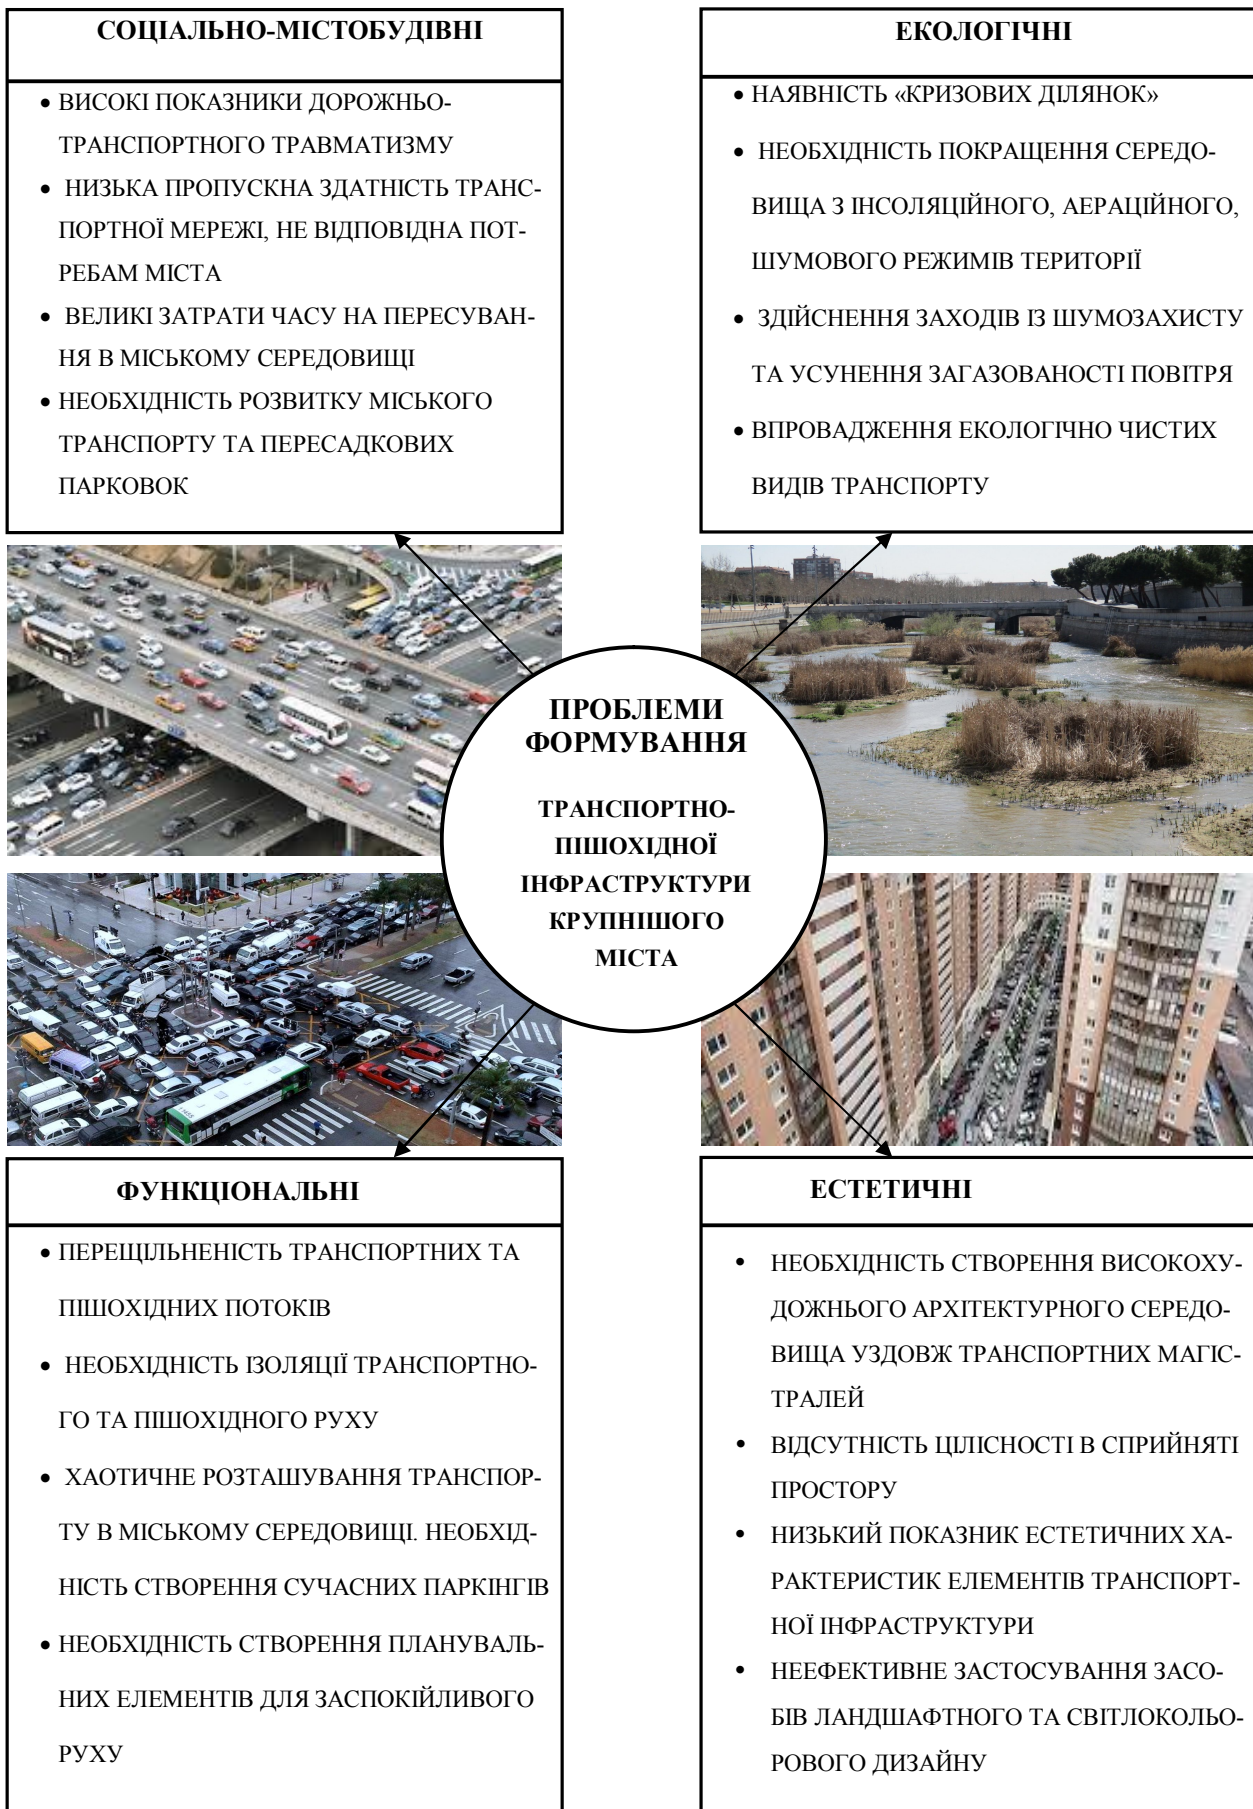 СОЦІАЛЬНО-МІСТОБУДІВНІ
• ВИСОКІ ПОКАЗНИКИ ДОРОЖНЬО-
ТРАНСПОРТНОГО ТРАВМАТИЗМУ
• НИЗЬКА ПРОПУСКНА ЗДАТНІСТЬ ТРАНС-
ПОРТНОЇ МЕРЕЖІ, НЕ ВІДПОВІДНА ПОТ-
РЕБАМ МІСТА
• ВЕЛИКІ ЗАТРАТИ ЧАСУ НА ПЕРЕСУВАН-
НЯ В МІСЬКОМУ СЕРЕДОВИЩІ
• НЕОБХІДНІСТЬ РОЗВИТКУ МІСЬКОГО
ТРАНСПОРТУ ТА ПЕРЕСАДКОВИХ
ПАРКОВОК
ЕКОЛОГІЧНІ
• НАЯВНІСТЬ «КРИЗОВИХ ДІЛЯНОК»
• НЕОБХІДНІСТЬ ПОКРАЩЕННЯ СЕРЕДО-
ВИЩА З ІНСОЛЯЦІЙНОГО, АЕРАЦІЙНОГО,
ШУМОВОГО РЕЖИМІВ ТЕРИТОРІЇ
• ЗДІЙСНЕННЯ ЗАХОДІВ ІЗ ШУМОЗАХИСТУ
ТА УСУНЕННЯ ЗАГАЗОВАНОСТІ ПОВІТРЯ
• ВПРОВАДЖЕННЯ ЕКОЛОГІЧНО ЧИСТИХ
ВИДІВ ТРАНСПОРТУ
ПРОБЛЕМИ
ФОРМУВАННЯ
ТРАНСПОРТНО-
ПІШОХІДНОЇ
ІНФРАСТРУКТУРИ
КРУПНІШОГО
МІСТА
ФУНКЦІОНАЛЬНІ
• ПЕРЕЩІЛЬНЕНІСТЬ ТРАНСПОРТНИХ ТА
ПІШОХІДНИХ ПОТОКІВ
• НЕОБХІДНІСТЬ ІЗОЛЯЦІЇ ТРАНСПОРТНО-
ГО ТА ПІШОХІДНОГО РУХУ
• ХАОТИЧНЕ РОЗТАШУВАННЯ ТРАНСПОР-
ТУ В МІСЬКОМУ СЕРЕДОВИЩІ. НЕОБХІД-
НІСТЬ СТВОРЕННЯ СУЧАСНИХ ПАРКІНГІВ
• НЕОБХІДНІСТЬ СТВОРЕННЯ ПЛАНУВАЛЬ-
НИХ ЕЛЕМЕНТІВ ДЛЯ ЗАСПОКІЙЛИВОГО
РУХУ
ЕСТЕТИЧНІ
• НЕОБХІДНІСТЬ СТВОРЕННЯ ВИСОКОХУ-
ДОЖНЬОГО АРХІТЕКТУРНОГО СЕРЕДО-
ВИЩА УЗДОВЖ ТРАНСПОРТНИХ МАГІС-
ТРАЛЕЙ
• ВІДСУТНІСТЬ ЦІЛІСНОСТІ В СПРИЙНЯТІ
ПРОСТОРУ
• НИЗЬКИЙ ПОКАЗНИК ЕСТЕТИЧНИХ ХА-
РАКТЕРИСТИК ЕЛЕМЕНТІВ ТРАНСПОРТ-
НОЇ ІНФРАСТРУКТУРИ
• НЕЕФЕКТИВНЕ ЗАСТОСУВАННЯ ЗАСО-
БІВ ЛАНДШАФТНОГО ТА СВІТЛОКОЛЬО-
РОВОГО ДИЗАЙНУ